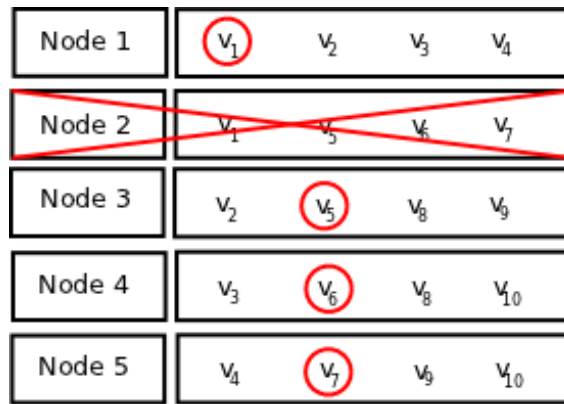 Node 1 v₁ v₂ v₃ v₄
Node 2 v₁ v₅ v₆ v₇
Node 3 v₂ v₅ v₈ v₉
Node 4 v₃ v₆ v₈ v₁₀
Node 5 v₄ v₇ v₉ v₁₀